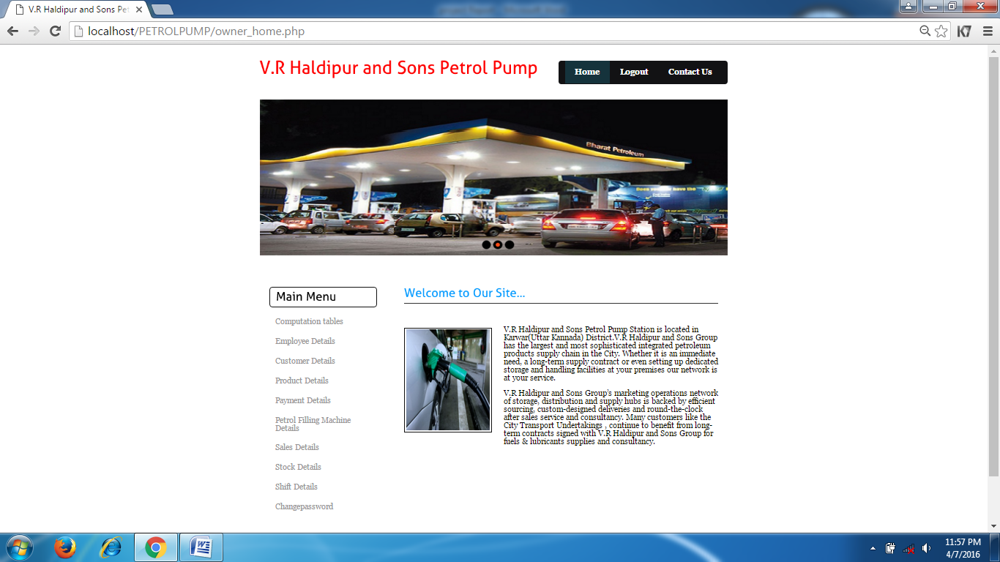 V.R Haldipur and Sons Pet
localhost/PETROLPUMP/owner_home.php
V.R Haldipur and Sons Petrol Pump
Home
Logout
Contact Us
Bharat Petroleum
Main Menu
Computation tables
Employee Details
Customer Details
Product Details
Payment Details
Petrol Filling Machine
Details
Sales Details
Stock Details
Shift Details
Changepassword
Welcome to Our Site...
V.R Haldipur and Sons Petrol Pump Station is located in
Karwar(Uttar Kannada) District.V.R Haldipur and Sons Group
has the largest and most sophisticated integrated petroleum
products supply chain in the City. Whether it is an immediate
need, a long-term supply contract or even setting up dedicated
storage and handling facilities at your premises our network is
at your service.
V.R Haldipur and Sons Group's marketing operations network
of storage, distribution and supply hubs is backed by efficient
sourcing, custom-designed deliveries and round-the-clock
after sales service and consultancy. Many customers like the
City Transport Undertakings , continue to benefit from long-
term contracts signed with V.R Haldipur and Sons Group for
fuels & lubricants supplies and consultancy.
11:57 PM
4/7/2016